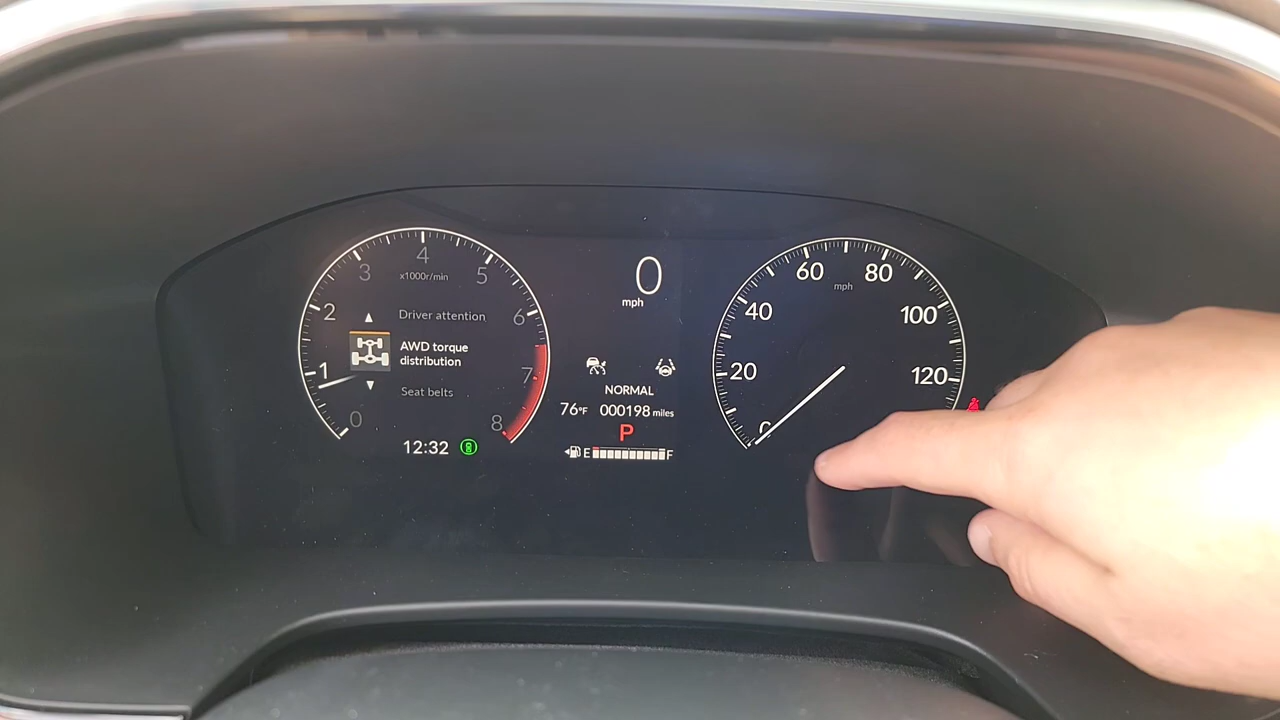 4
3
5
x1000r/min
2
6
Driver attention
AWD torque
distribution
1
7
Seat belts
0
8
12:32
0
mph
NORMAL
76°F 000198 miles
P
E F
60 80
mph
40 100
20 120
0